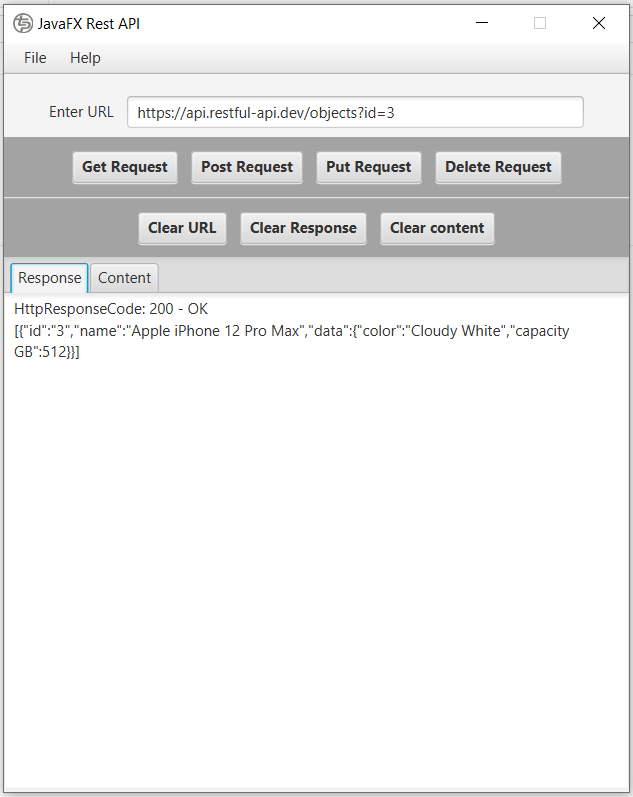 JavaFX Rest API
File Help
Enter URL https://api.restful-api.dev/objects?id=3
Get Request Post Request Put Request Delete Request
Clear URL Clear Response Clear content
Response Content
HttpResponseCode: 200 - OK
[{"id":"3","name":"Apple iPhone 12 Pro Max","data":{"color":"Cloudy White","capacity
GB":512}}]